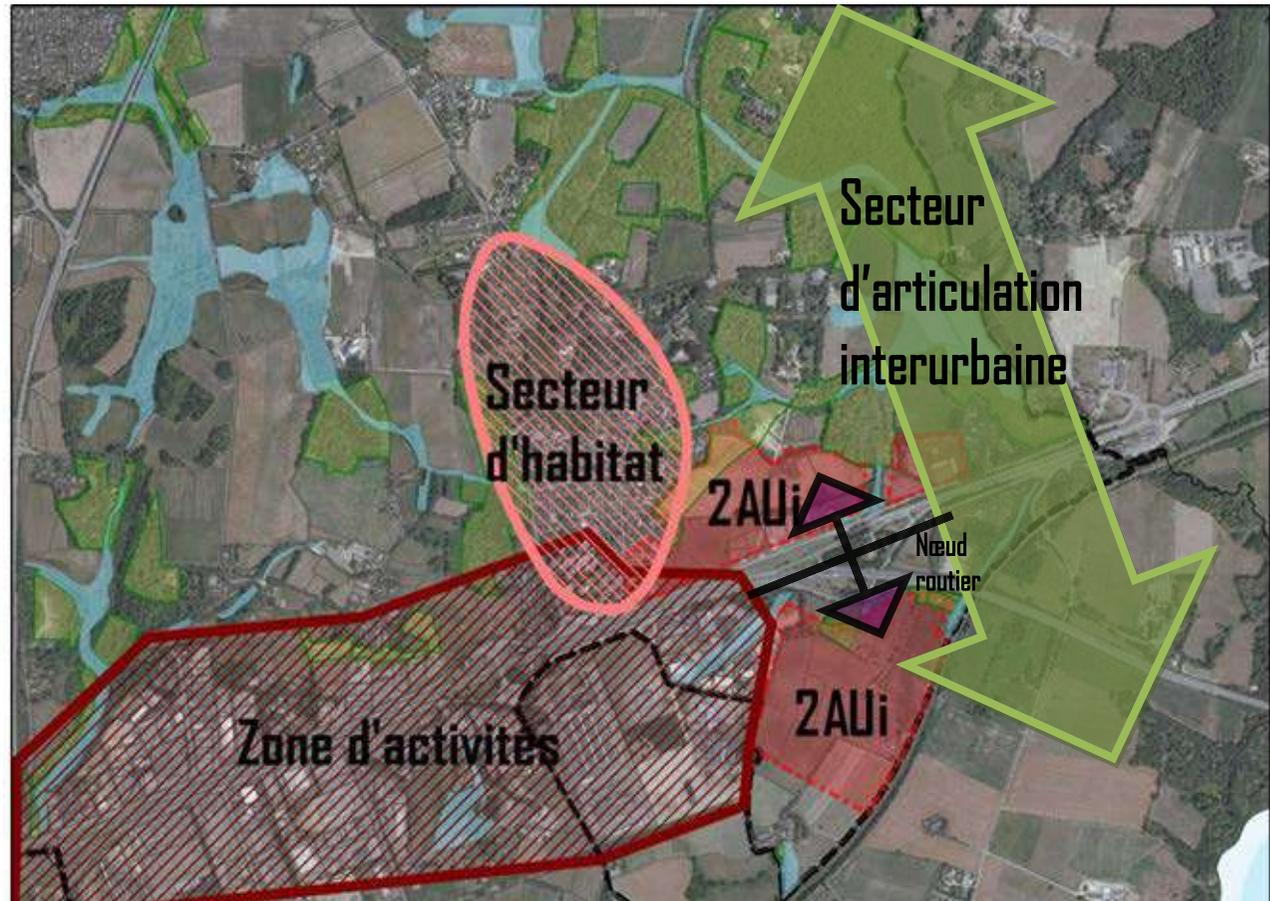 Secteur
d'articulation
interurbaine
Secteur
d'habitat
2AUi
Nœud
routier
2AUi
Zone d'activités